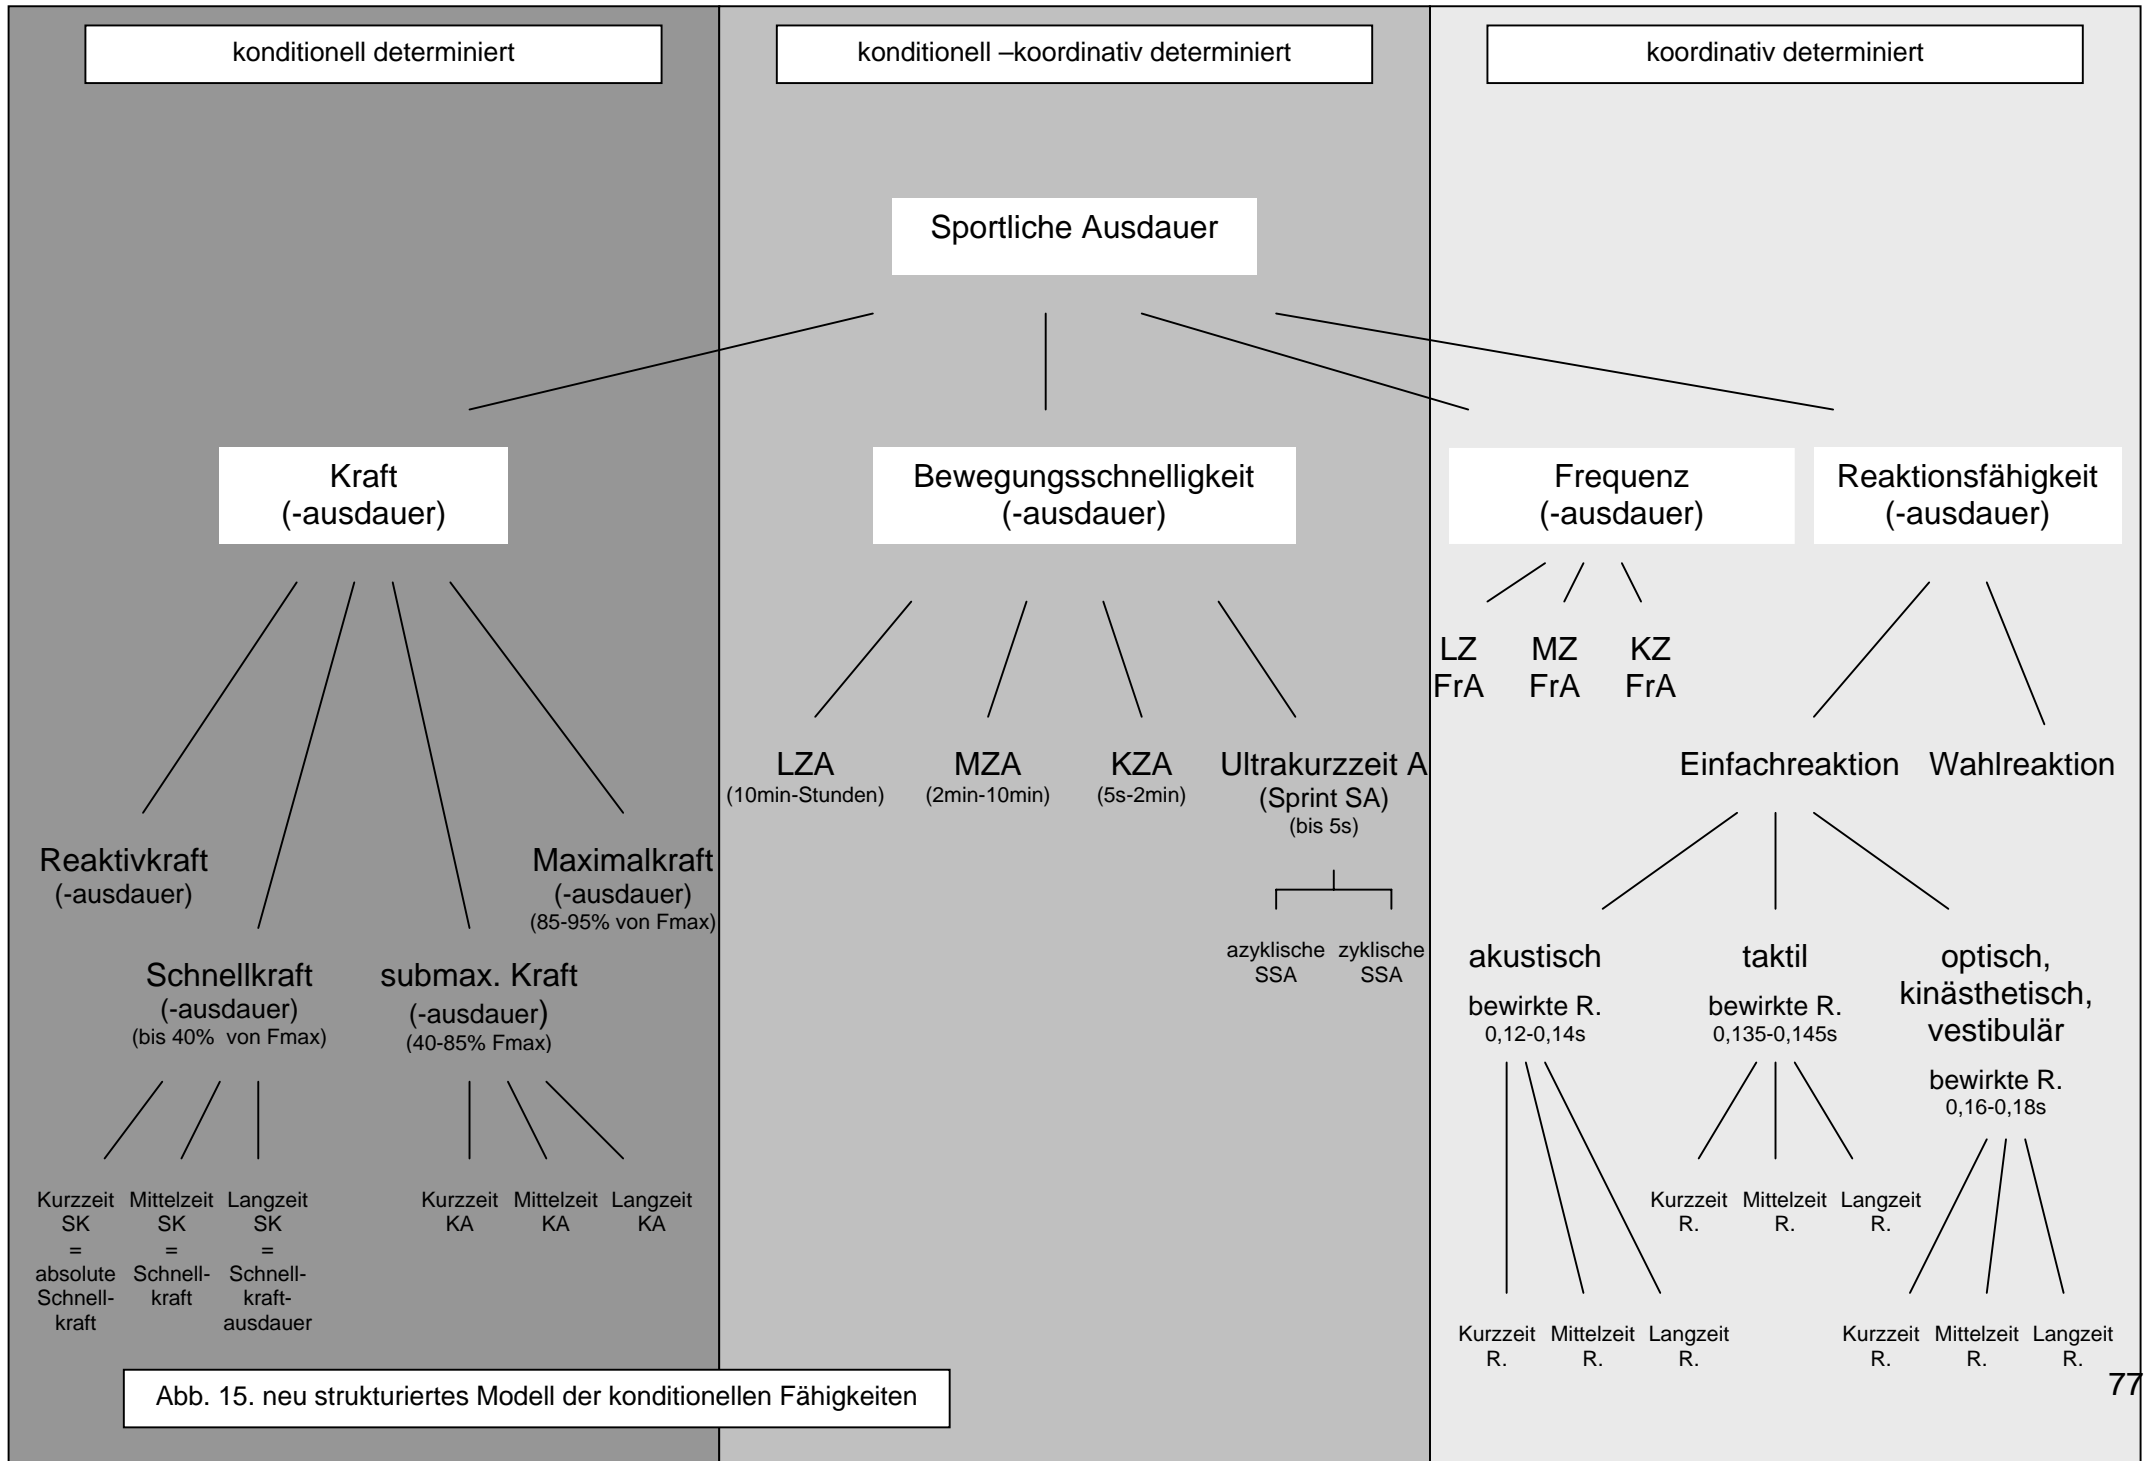 konditionell determiniert
konditionell –koordinativ determiniert
koordinativ determiniert
Sportliche Ausdauer
Kraft
(-ausdauer)
Bewegungsschnelligkeit
(-ausdauer)
Frequenz
(-ausdauer)
Reaktionsfähigkeit
(-ausdauer)
Reaktivkraft
(-ausdauer)
Schnellkraft
(-ausdauer)
(bis 40%  von Fmax)
submax. Kraft
(-ausdauer)
(40-85% Fmax)
Maximalkraft
(-ausdauer)
(85-95% von Fmax)
Kurzzeit
SK
=
absolute
Schnell-
kraft
Mittelzeit
SK
=
Schnell-
kraft
Langzeit
SK
=
Schnell-
kraft-
ausdauer
Kurzzeit
KA
Mittelzeit
KA
Langzeit
KA
LZA
(10min-Stunden)
MZA
(2min-10min)
KZA
(5s-2min)
Ultrakurzzeit A
(Sprint SA)
(bis 5s)
azyklische
SSA
zyklische
SSA
LZ
FrA
MZ
FrA
KZ
FrA
Einfachreaktion
Wahlreaktion
akustisch
bewirkte R.
0,12-0,14s
taktil
bewirkte R.
0,135-0,145s
optisch,
kinästhetisch,
vestibulär
bewirkte R.
0,16-0,18s
Kurzzeit
R.
Mittelzeit
R.
Langzeit
R.
Kurzzeit
R.
Mittelzeit
R.
Langzeit
R.
Kurzzeit
R.
Mittelzeit
R.
Langzeit
R.
Abb. 15. neu strukturiertes Modell der konditionellen Fähigkeiten
77